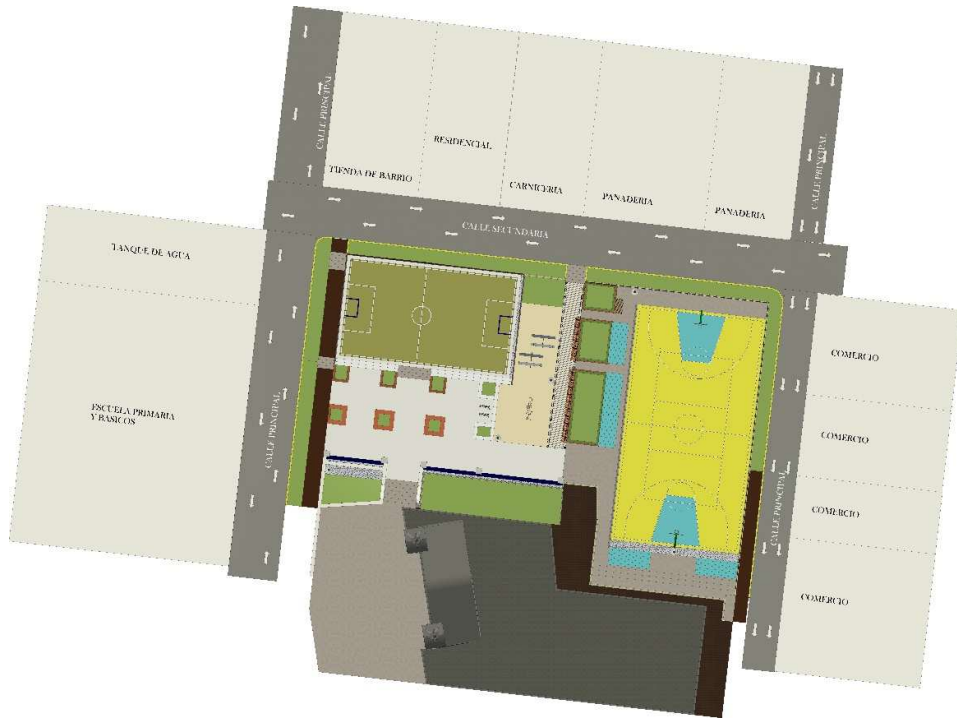 CALLE PRINCIPAL
RESIDENCIAL
TIENDA DE BARRIO
CARNICERIA
PANADERIA
PANADERIA
CALLE PRINCIPAL
CALLE SECUNDARIA
TANQUE DE AGUA
ESCUELA PRIMARIA
Y BASICOS
CALLE PRINCIPAL
COMERCIO
COMERCIO
COMERCIO
COMERCIO
CALLE PRINCIPAL